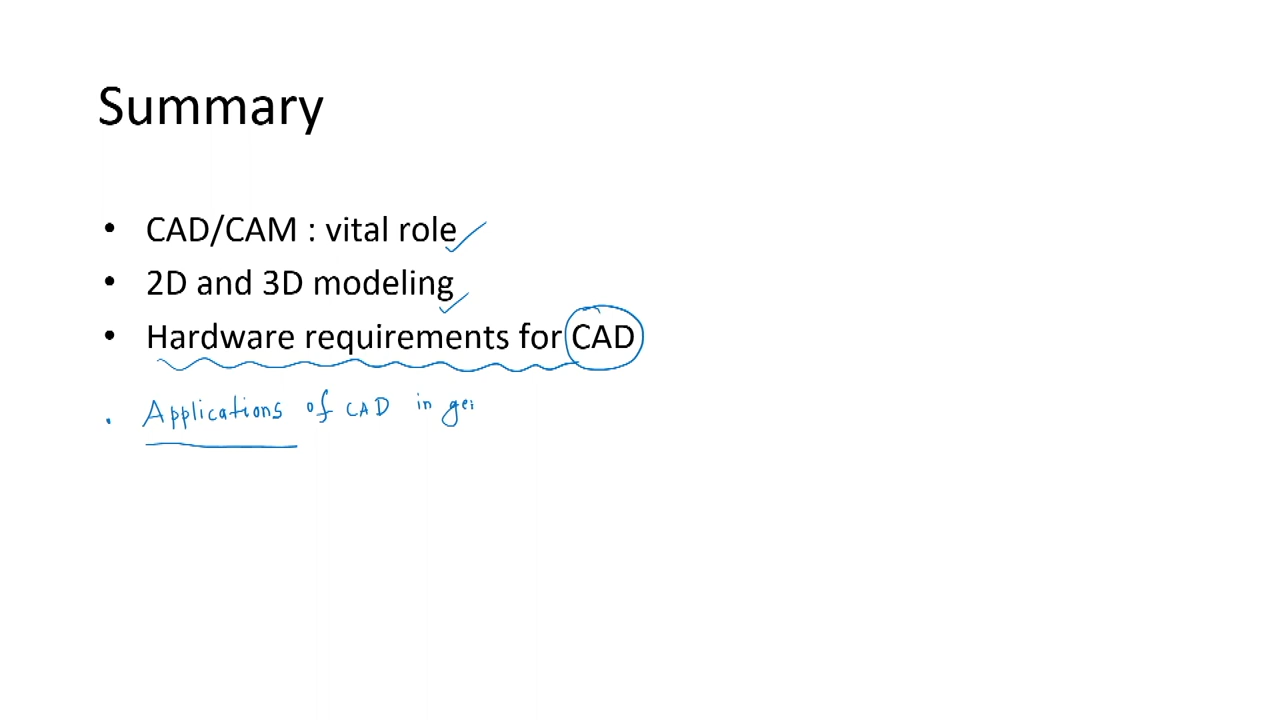 Summary
• CAD/CAM : vital role
• 2D and 3D modeling
• Hardware requirements for CAD
• Applications of CAD in